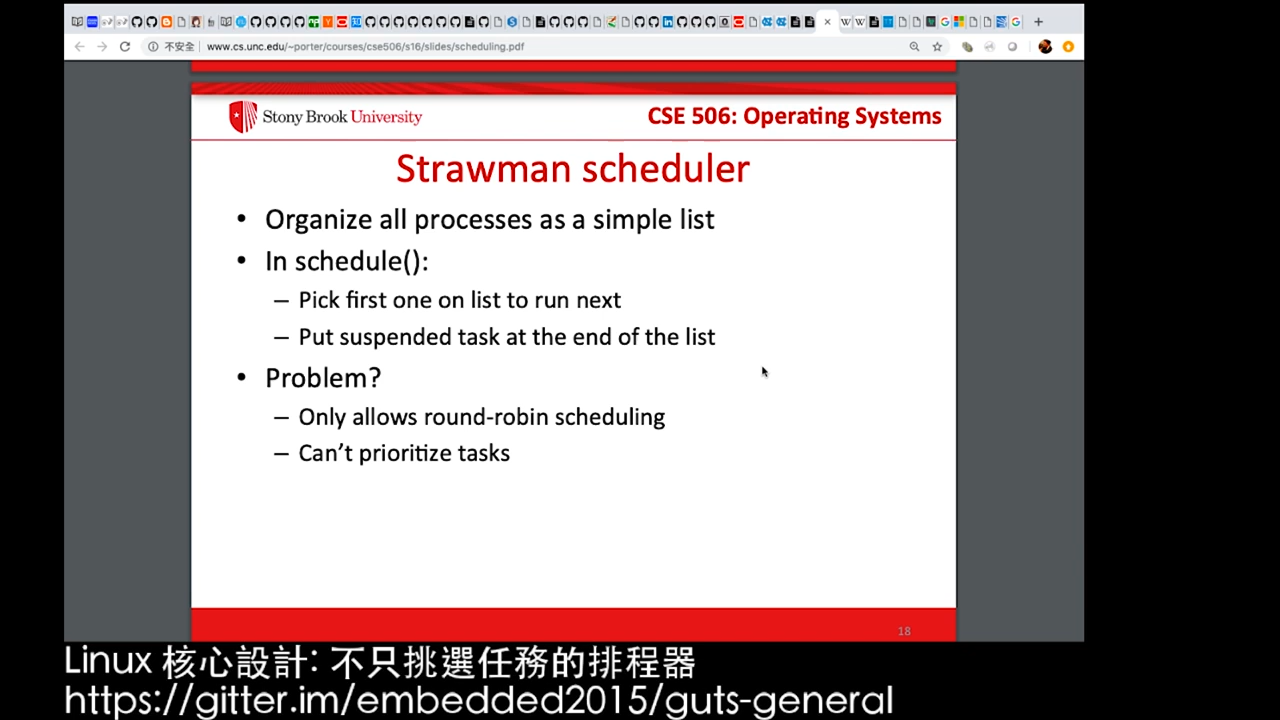 不安全 www.cs.unc.edu/~porter/courses/cse506/s16/slides/scheduling.pdf
Stony Brook University
CSE 506: Operating Systems
Strawman scheduler
• Organize all processes as a simple list
• In schedule():
– Pick first one on list to run next
– Put suspended task at the end of the list
• Problem?
– Only allows round-robin scheduling
– Can't prioritize tasks
18
Linux 核心設計: 不只挑選任務的排程器
https://gitter.im/embedded2015/guts-general